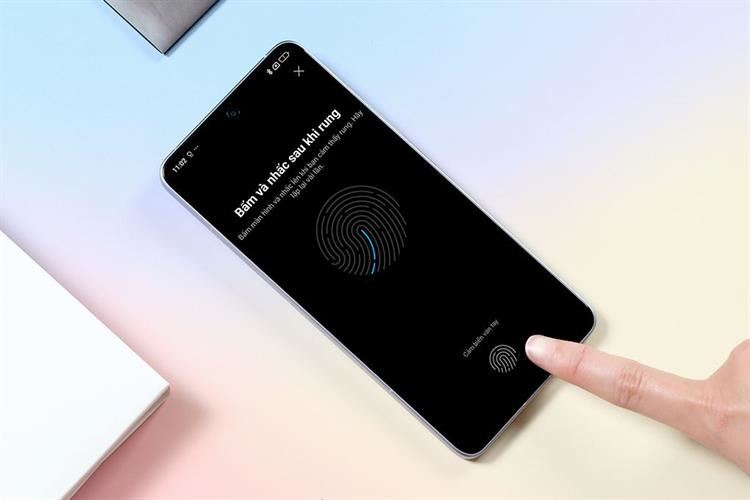 11:02
Bấm và nhấc sau khi rung
Bấm màn hình và nhấc lên khi bạn cảm thấy rung. Hãy
lặp lại vài lần.
Cảm biến vân tay